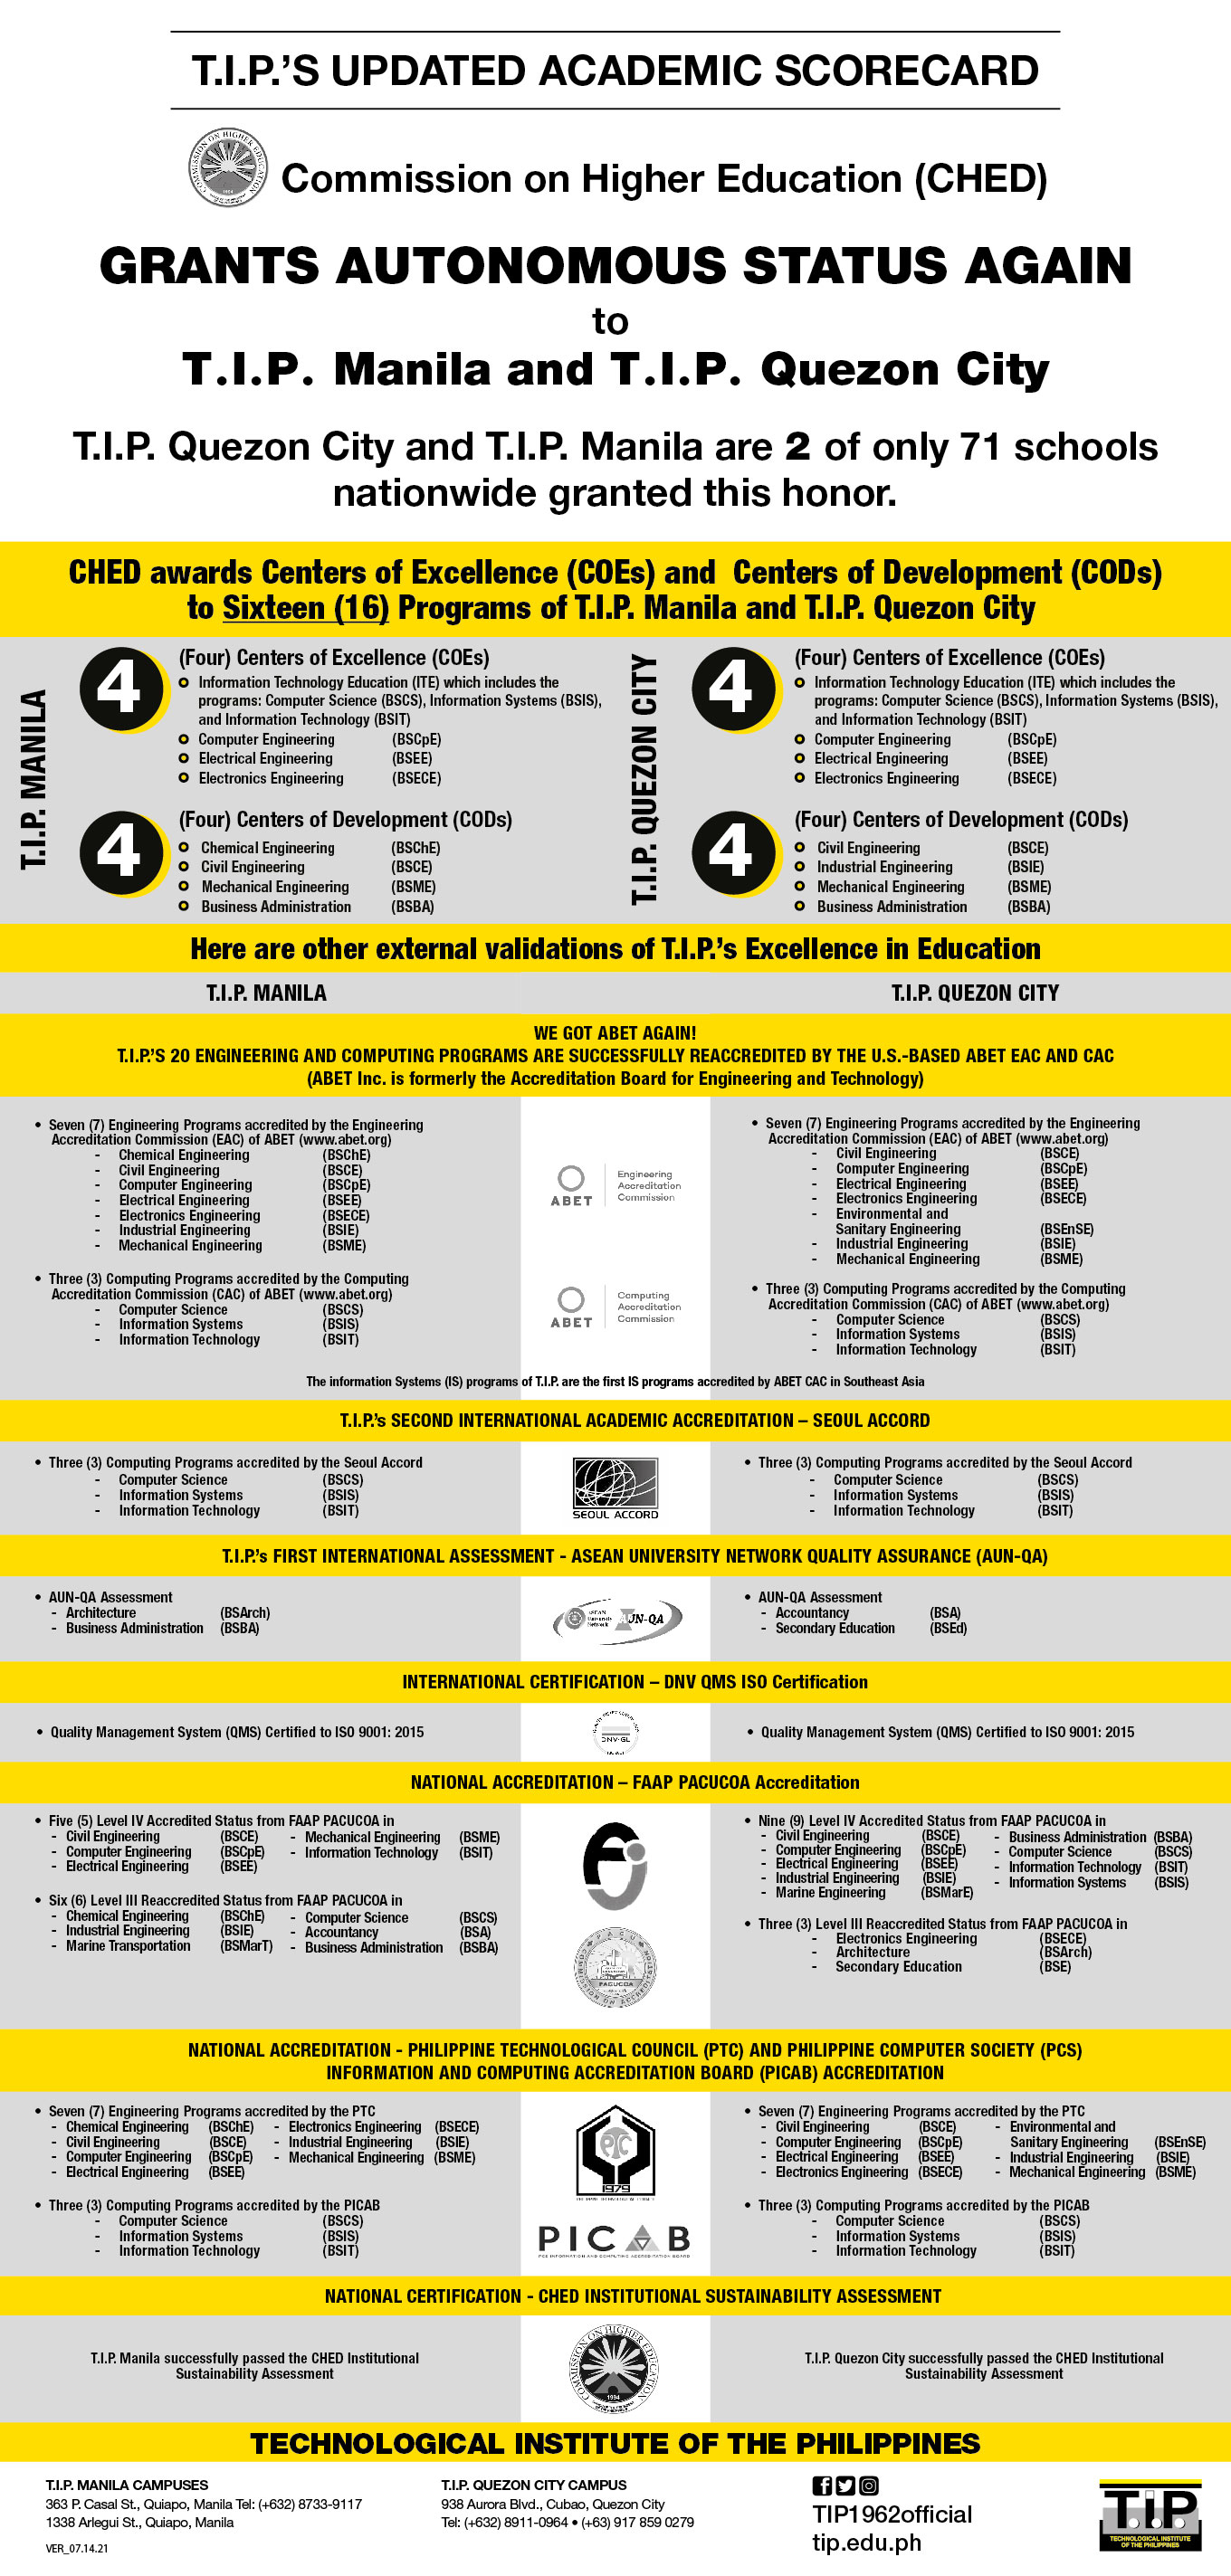 T.I.P.'S UPDATED ACADEMIC SCORECARD
Commission on Higher Education (CHED)
GRANTS AUTONOMOUS STATUS AGAIN
to
T.I.P. Manila and T.I.P. Quezon City
T.I.P. Quezon City and T.I.P. Manila are 2 of only 71 schools
nationwide granted this honor.
CHED awards Centers of Excellence (COEs) and Centers of Development (CODs)
to Sixteen (16) Programs of T.I.P. Manila and T.I.P. Quezon City
T.I.P. MANILA
4
(Four) Centers of Excellence (COEs)
Information Technology Education (ITE) which includes the
programs: Computer Science (BSCS), Information Systems (BSIS),
and Information Technology (BSIT)
Computer Engineering (BSCpE)
Electrical Engineering (BSEE)
Electronics Engineering (BSECE)
4
(Four) Centers of Development (CODs)
Chemical Engineering (BSChE)
Civil Engineering (BSCE)
Mechanical Engineering (BSME)
Business Administration (BSBA)
T.I.P. QUEZON CITY
4
(Four) Centers of Excellence (COEs)
Information Technology Education (ITE) which includes the
programs: Computer Science (BSCS), Information Systems (BSIS),
and Information Technology (BSIT)
Computer Engineering (BSCpE)
Electrical Engineering (BSEE)
Electronics Engineering (BSECE)
4
(Four) Centers of Development (CODs)
Civil Engineering (BSCE)
Industrial Engineering (BSIE)
Mechanical Engineering (BSME)
Business Administration (BSBA)
Here are other external validations of T.I.P.'s Excellence in Education
T.I.P. MANILA
T.I.P. QUEZON CITY
WE GOT ABET AGAIN!
T.I.P.'S 20 ENGINEERING AND COMPUTING PROGRAMS ARE SUCCESSFULLY REACCREDITED BY THE U.S.-BASED ABET EAC AND CAC
(ABET Inc. is formerly the Accreditation Board for Engineering and Technology)
• Seven (7) Engineering Programs accredited by the Engineering
Accreditation Commission (EAC) of ABET (www.abet.org)
- Chemical Engineering (BSChE)
- Civil Engineering (BSCE)
- Computer Engineering (BSCpE)
- Electrical Engineering (BSEE)
- Electronics Engineering (BSECE)
- Industrial Engineering (BSIE)
- Mechanical Engineering (BSME)
• Three (3) Computing Programs accredited by the Computing
Accreditation Commission (CAC) of ABET (www.abet.org)
- Computer Science (BSCS)
- Information Systems (BSIS)
- Information Technology (BSIT)
ABET
Engineering
Accreditation
Commission
ABET
Computing
Accreditation
Commission
• Seven (7) Engineering Programs accredited by the Engineering
Accreditation Commission (EAC) of ABET (www.abet.org)
- Civil Engineering (BSCE)
- Computer Engineering (BSCpE)
- Electrical Engineering (BSEE)
- Electronics Engineering (BSECE)
- Environmental and
Sanitary Engineering (BSEnSE)
- Industrial Engineering (BSIE)
- Mechanical Engineering (BSME)
• Three (3) Computing Programs accredited by the Computing
Accreditation Commission (CAC) of ABET (www.abet.org)
- Computer Science (BSCS)
- Information Systems (BSIS)
- Information Technology (BSIT)
The information Systems (IS) programs of T.I.P. are the first IS programs accredited by ABET CAC in Southeast Asia
T.I.P.'s SECOND INTERNATIONAL ACADEMIC ACCREDITATION – SEOUL ACCORD
• Three (3) Computing Programs accredited by the Seoul Accord
- Computer Science (BSCS)
- Information Systems (BSIS)
- Information Technology (BSIT)
SEOUL ACCORD
• Three (3) Computing Programs accredited by the Seoul Accord
- Computer Science (BSCS)
- Information Systems (BSIS)
- Information Technology (BSIT)
T.I.P.'s FIRST INTERNATIONAL ASSESSMENT - ASEAN UNIVERSITY NETWORK QUALITY ASSURANCE (AUN-QA)
• AUN-QA Assessment
- Architecture (BSArch)
- Business Administration (BSBA)
AUN-QA
• AUN-QA Assessment
- Accountancy (BSA)
- Secondary Education (BSEd)
INTERNATIONAL CERTIFICATION – DNV QMS ISO Certification
• Quality Management System (QMS) Certified to ISO 9001: 2015
DNV·GL
• Quality Management System (QMS) Certified to ISO 9001: 2015
NATIONAL ACCREDITATION – FAAP PACUCOA Accreditation
• Five (5) Level IV Accredited Status from FAAP PACUCOA in
- Civil Engineering (BSCE) - Mechanical Engineering (BSME)
- Computer Engineering (BSCpE) - Information Technology (BSIT)
- Electrical Engineering (BSEE)
• Six (6) Level III Reaccredited Status from FAAP PACUCOA in
- Chemical Engineering (BSChE) - Computer Science (BSCS)
- Industrial Engineering (BSIE) - Accountancy (BSA)
- Marine Transportation (BSMarT) - Business Administration (BSBA)
PACUCOA
• Nine (9) Level IV Accredited Status from FAAP PACUCOA in
- Civil Engineering (BSCE) - Business Administration (BSBA)
- Computer Engineering (BSCpE) - Computer Science (BSCS)
- Electrical Engineering (BSEE) - Information Technology (BSIT)
- Industrial Engineering (BSIE) - Information Systems (BSIS)
- Marine Engineering (BSMarE)
• Three (3) Level III Reaccredited Status from FAAP PACUCOA in
- Electronics Engineering (BSECE)
- Architecture (BSArch)
- Secondary Education (BSE)
NATIONAL ACCREDITATION - PHILIPPINE TECHNOLOGICAL COUNCIL (PTC) AND PHILIPPINE COMPUTER SOCIETY (PCS)
INFORMATION AND COMPUTING ACCREDITATION BOARD (PICAB) ACCREDITATION
• Seven (7) Engineering Programs accredited by the PTC
- Chemical Engineering (BSChE) - Electronics Engineering (BSECE)
- Civil Engineering (BSCE) - Industrial Engineering (BSIE)
- Computer Engineering (BSCpE) - Mechanical Engineering (BSME)
- Electrical Engineering (BSEE)
• Three (3) Computing Programs accredited by the PICAB
- Computer Science (BSCS)
- Information Systems (BSIS)
- Information Technology (BSIT)
PTC
1979
PICAB
PCS INFORMATION AND COMPUTING ACCREDITATION BOARD
• Seven (7) Engineering Programs accredited by the PTC
- Civil Engineering (BSCE) - Environmental and
- Computer Engineering (BSCpE) Sanitary Engineering (BSEnSE)
- Electrical Engineering (BSEE) - Industrial Engineering (BSIE)
- Electronics Engineering (BSECE) - Mechanical Engineering (BSME)
• Three (3) Computing Programs accredited by the PICAB
- Computer Science (BSCS)
- Information Systems (BSIS)
- Information Technology (BSIT)
NATIONAL CERTIFICATION - CHED INSTITUTIONAL SUSTAINABILITY ASSESSMENT
T.I.P. Manila successfully passed the CHED Institutional
Sustainability Assessment
COMMISSION ON HIGHER EDUCATION
1994
T.I.P. Quezon City successfully passed the CHED Institutional
Sustainability Assessment
TECHNOLOGICAL INSTITUTE OF THE PHILIPPINES
T.I.P. MANILA CAMPUSES
363 P. Casal St., Quiapo, Manila Tel: (+632) 8733-9117
1338 Arlegui St., Quiapo, Manila
VER_07.14.21
T.I.P. QUEZON CITY CAMPUS
938 Aurora Blvd., Cubao, Quezon City
Tel: (+632) 8911-0964 • (+63) 917 859 0279
TIP1962official
tip.edu.ph
T.I.P.
TECHNOLOGICAL INSTITUTE
OF THE PHILIPPINES